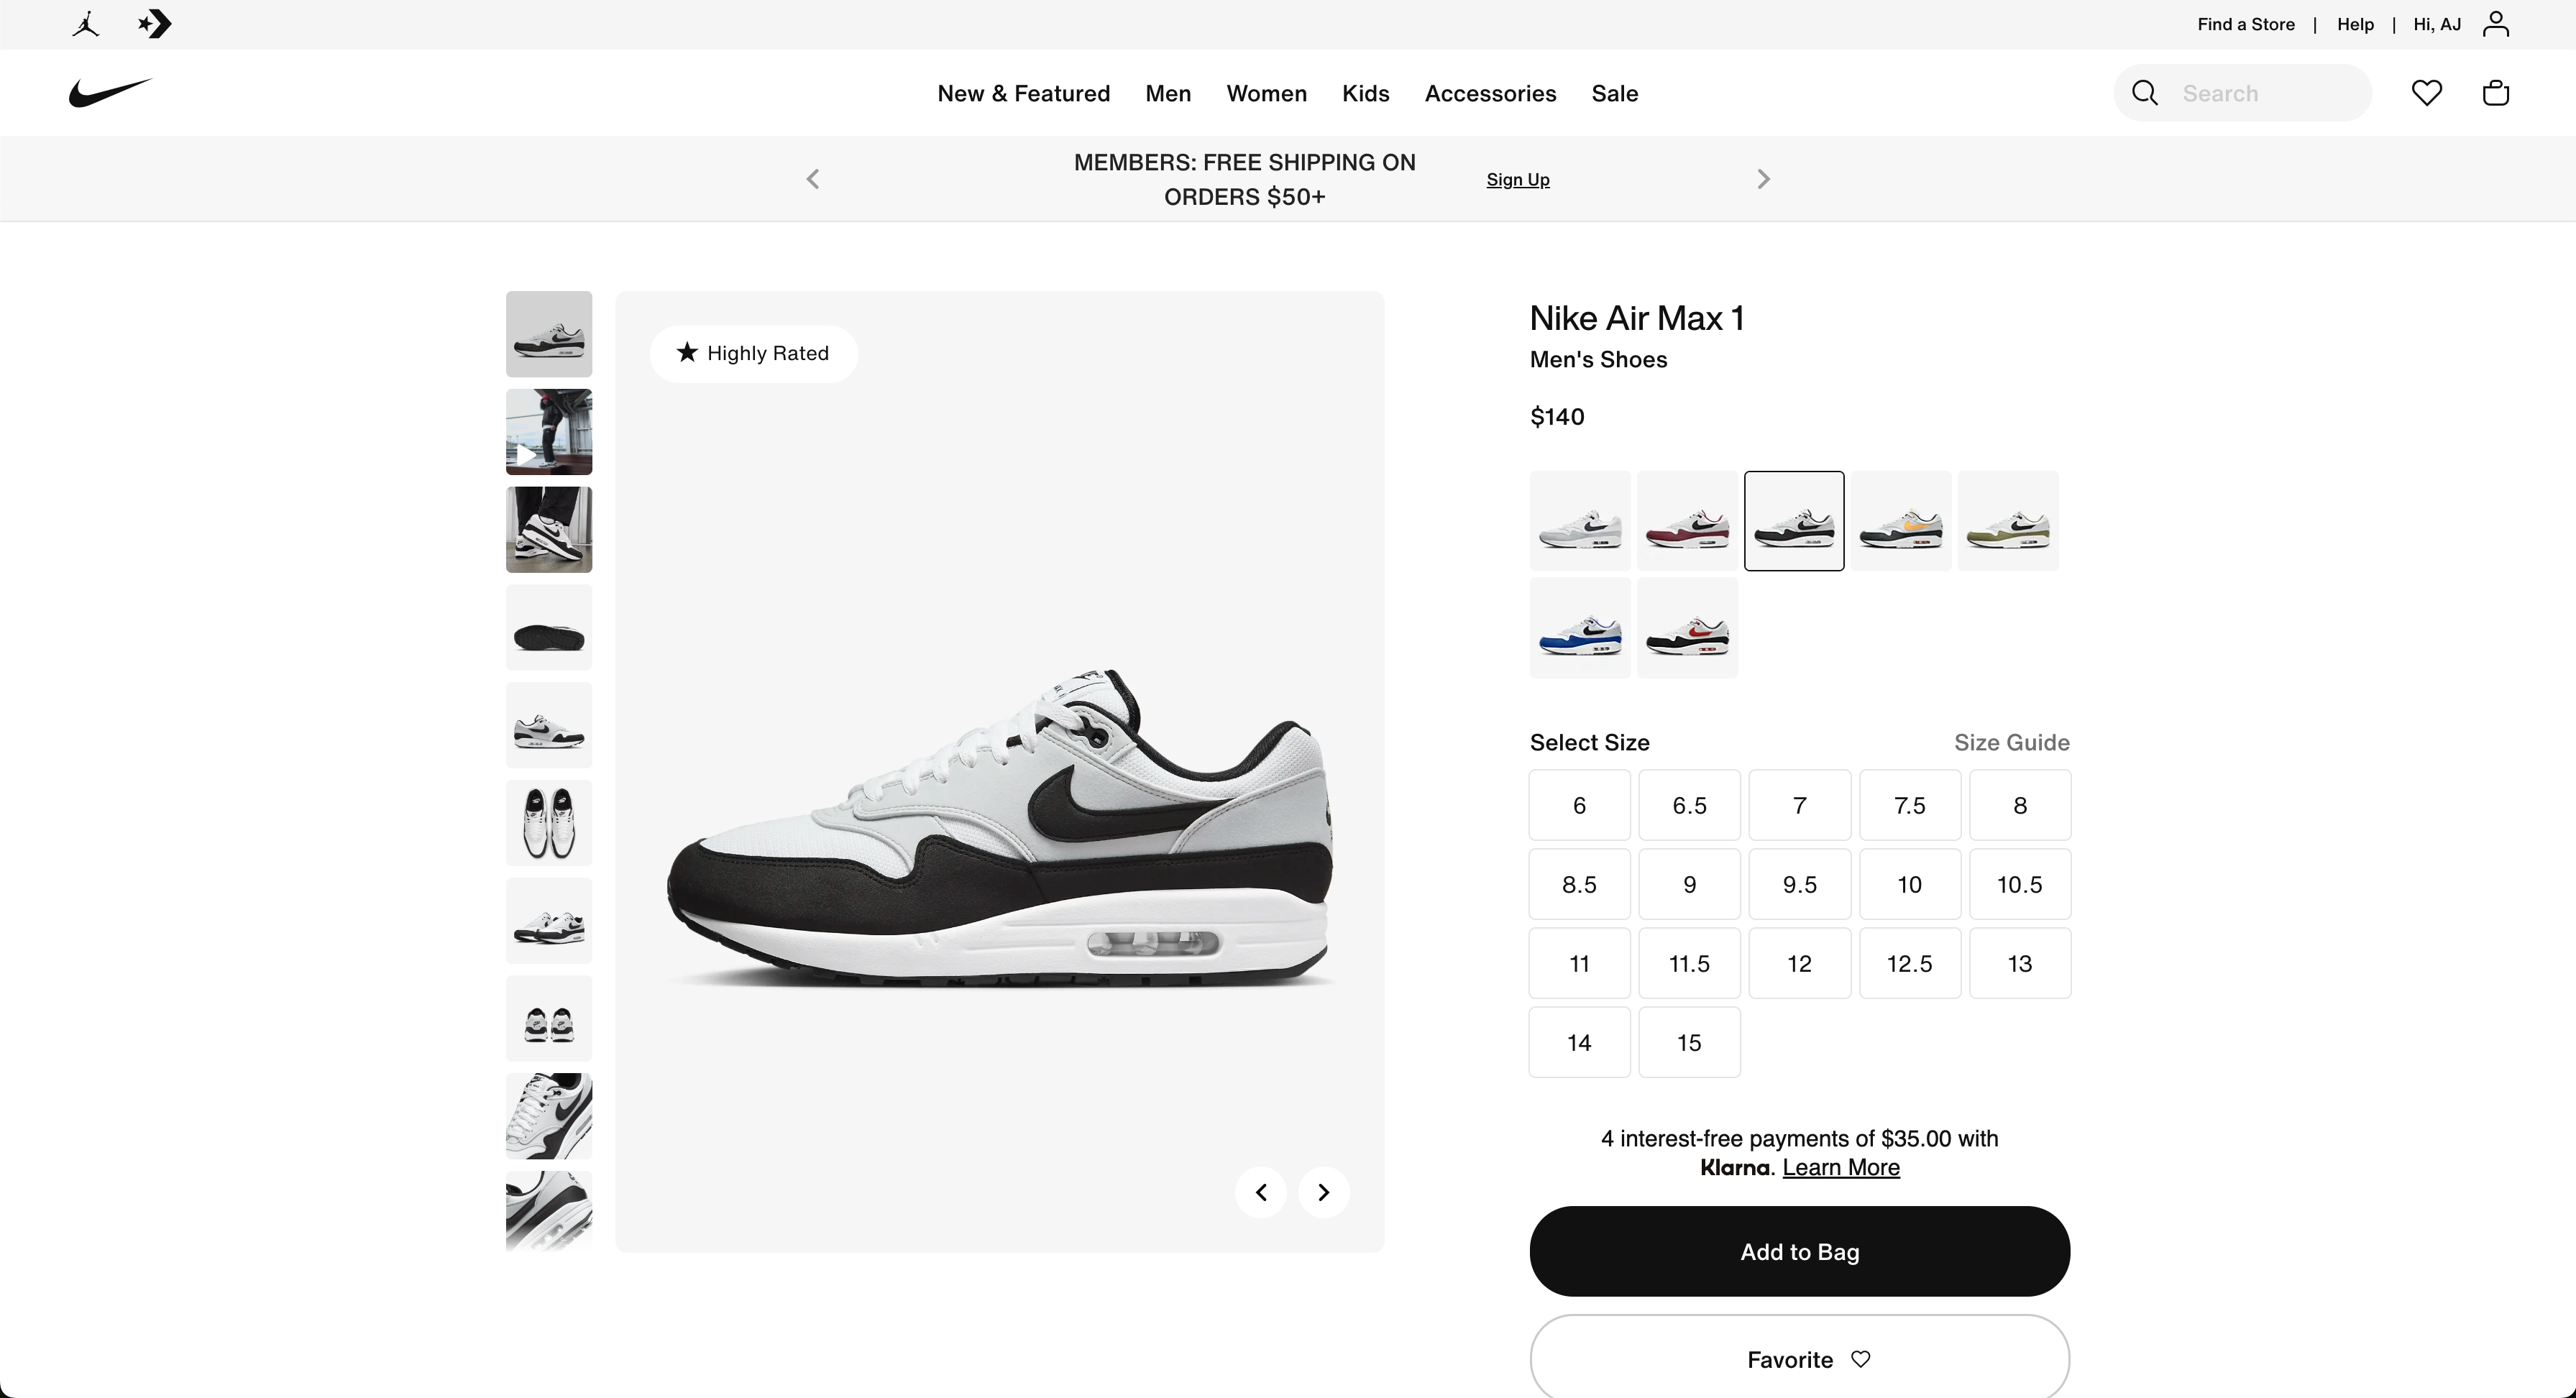 Find a Store | Help | Hi, AJ
New & Featured Men Women Kids Accessories Sale
Search
MEMBERS: FREE SHIPPING ON
ORDERS $50+
Sign Up
Highly Rated
Nike Air Max 1
Men's Shoes
$140
Select Size Size Guide
6 6.5 7 7.5 8
8.5 9 9.5 10 10.5
11 11.5 12 12.5 13
14 15
4 interest-free payments of $35.00 with
Klarna. Learn More
Add to Bag
Favorite